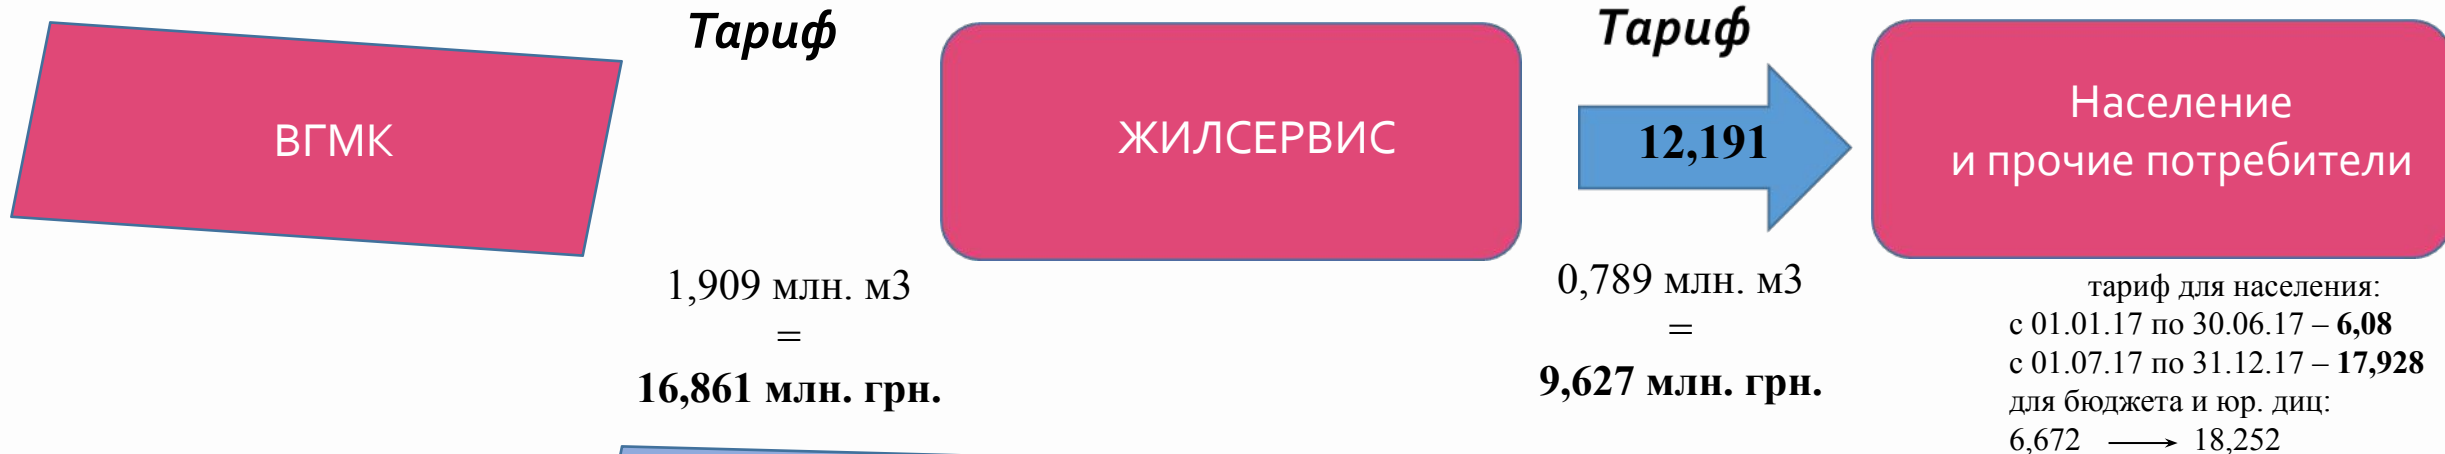 Тариф
Тариф
ВГМК
ЖИЛСЕРВИС
12,191
Население
и прочие потребители
1,909 млн. м3
=
16,861 млн. грн.
0,789 млн. м3
=
9,627 млн. грн.
тариф для населения:
с 01.01.17 по 30.06.17 – 6,08
с 01.07.17 по 31.12.17 – 17,928
для бюджета и юр. диц:
6,672 → 18,252